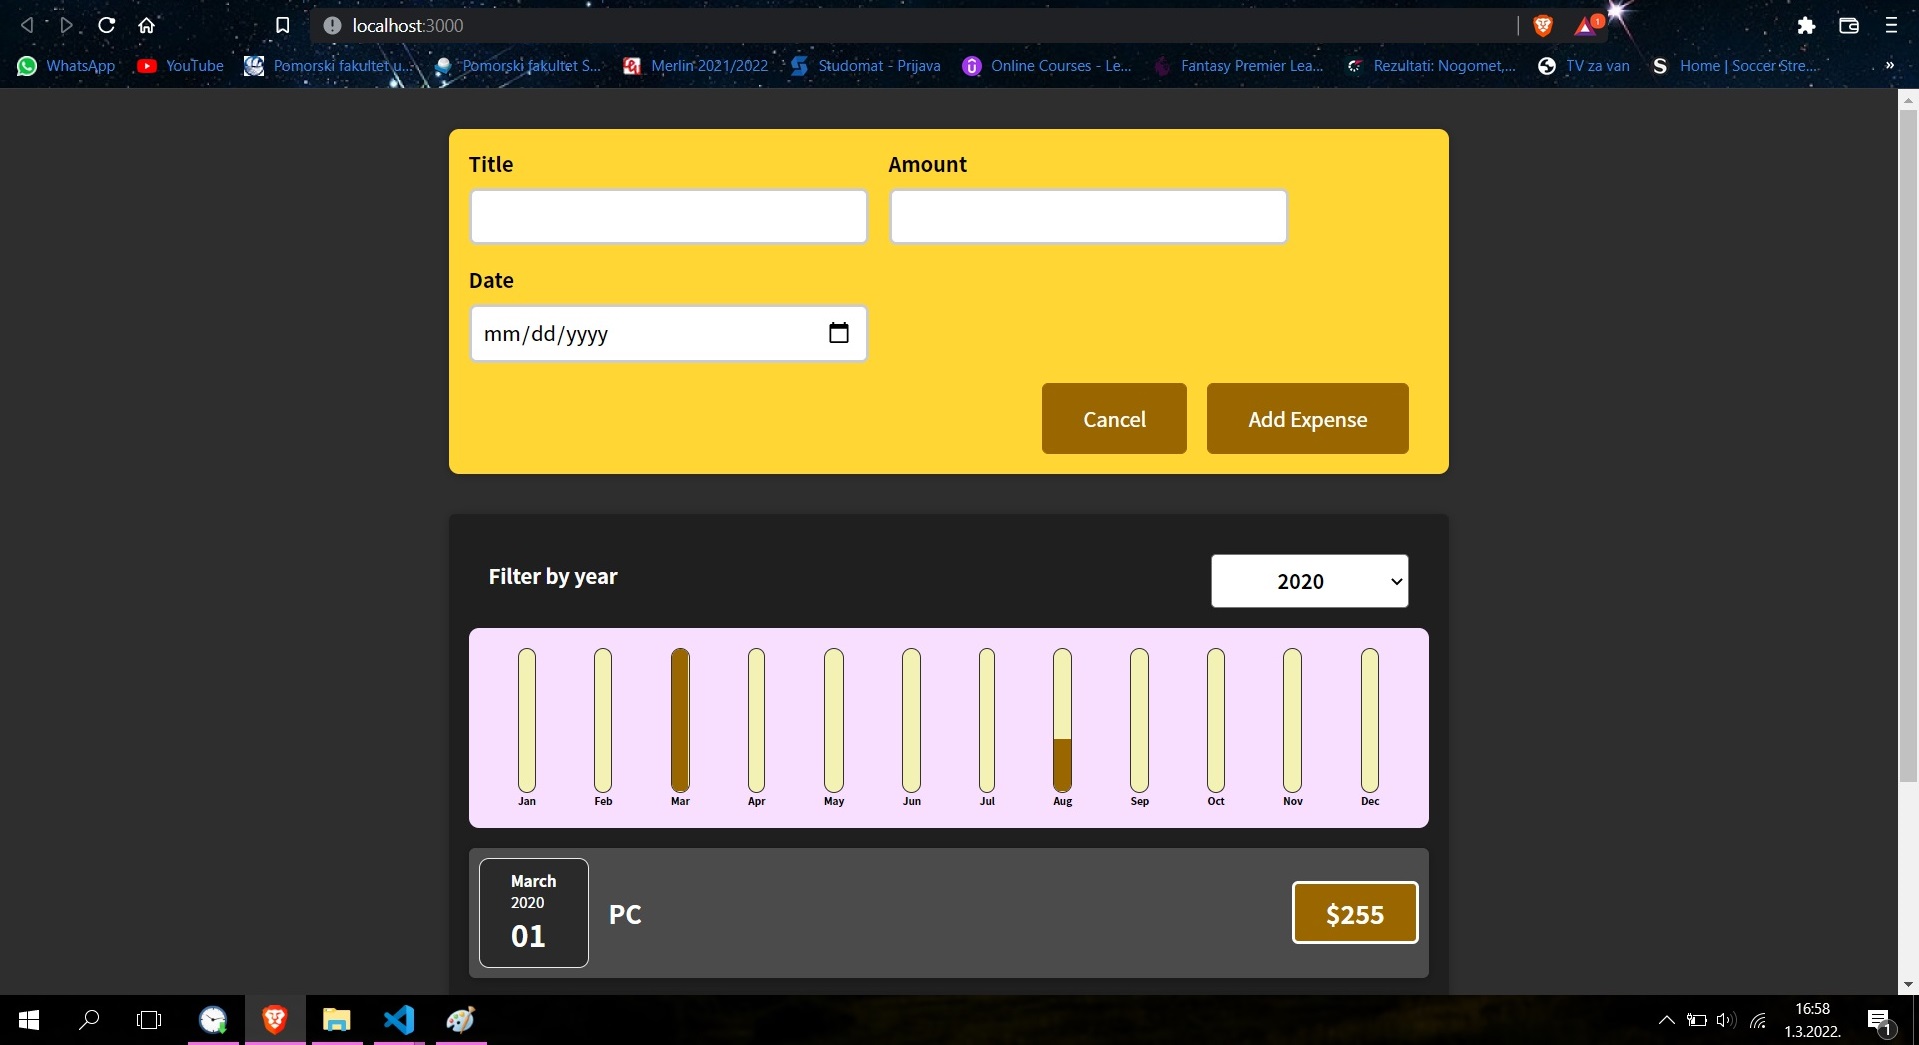 localhost:3000
1
WhatsApp
YouTube
Pomorski fakultet u...
Pomorski fakultet S...
Merlin 2021/2022
Studomat - Prijava
Online Courses - Le...
Fantasy Premier Lea...
Rezultati: Nogomet,...
TV za van
Home | Soccer Stre...
»
Title
Amount
Date
mm/dd/yyyy
Cancel
Add Expense
Filter by year
2020
Jan
Feb
Mar
Apr
May
Jun
Jul
Aug
Sep
Oct
Nov
Dec
March
2020
01
PC
$255
16:58
1.3.2022.
1